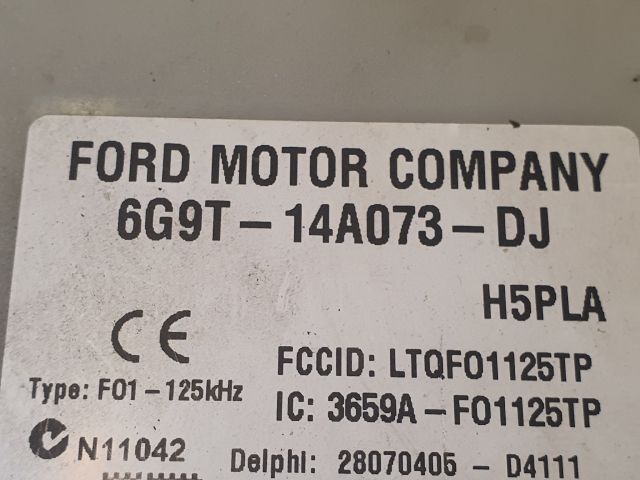 FORD MOTOR COMPANY
6G9T-14A073-DJ
H5PLA
CE
FCCID: LTQFO1125TP
Type: FO1-125kHz
IC: 3659A-FO1125TP
N11042
Delphi: 28070405 - D4111